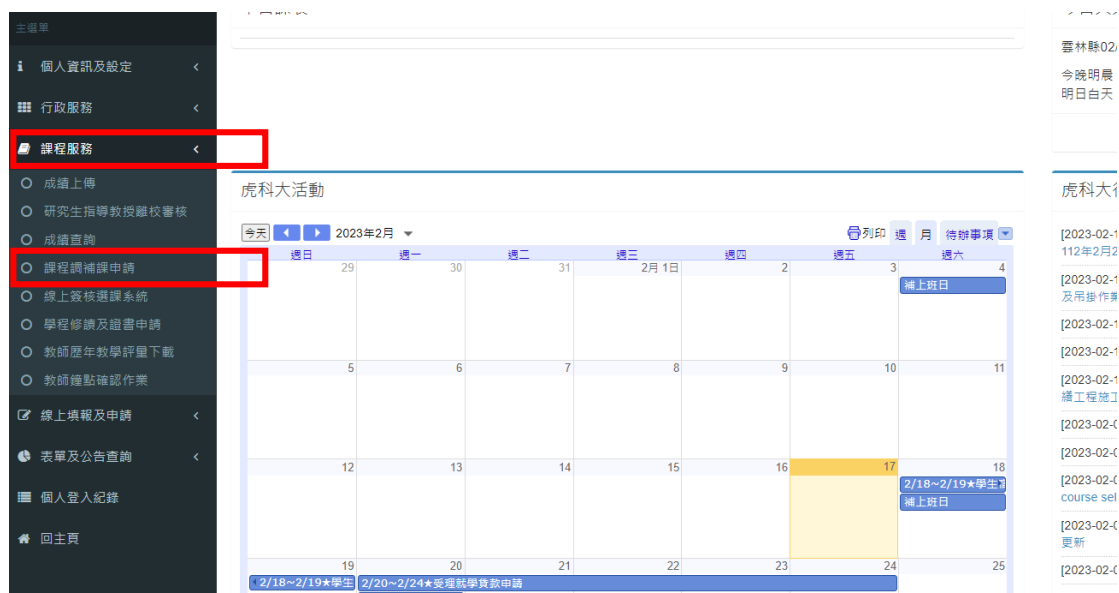 主選單
個人資訊及設定
行政服務
課程服務
成績上傳
研究生指導教授離校審核
成績查詢
課程調補課申請
線上簽核選課系統
學程修讀及證書申請
教師歷年教學評量下載
教師鐘點確認作業
線上填報及申請
表單及公告查詢
個人登入紀錄
回主頁
虎科大活動
今天 2023年2月 列印 週 月 待辦事項
週日 週一 週二 週三 週四 週五 週六
29 30 31 2月 1日 2 3 4
補上班日
5 6 7 8 9 10 11
12 13 14 15 16 17 18
2/18~2/19★學生
補上班日
19 20 21 22 23 24 25
2/18~2/19★學生 2/20~2/24★受理就學貸款申請
雲林縣02/
今晚明晨
明日白天
虎科大
[2023-02-1
112年2月2
[2023-02-1
及吊掛作業
[2023-02-1
[2023-02-1
[2023-02-1
繕工程施工
[2023-02-0
[2023-02-0
[2023-02-0
course sel
[2023-02-0
更新
[2023-02-0